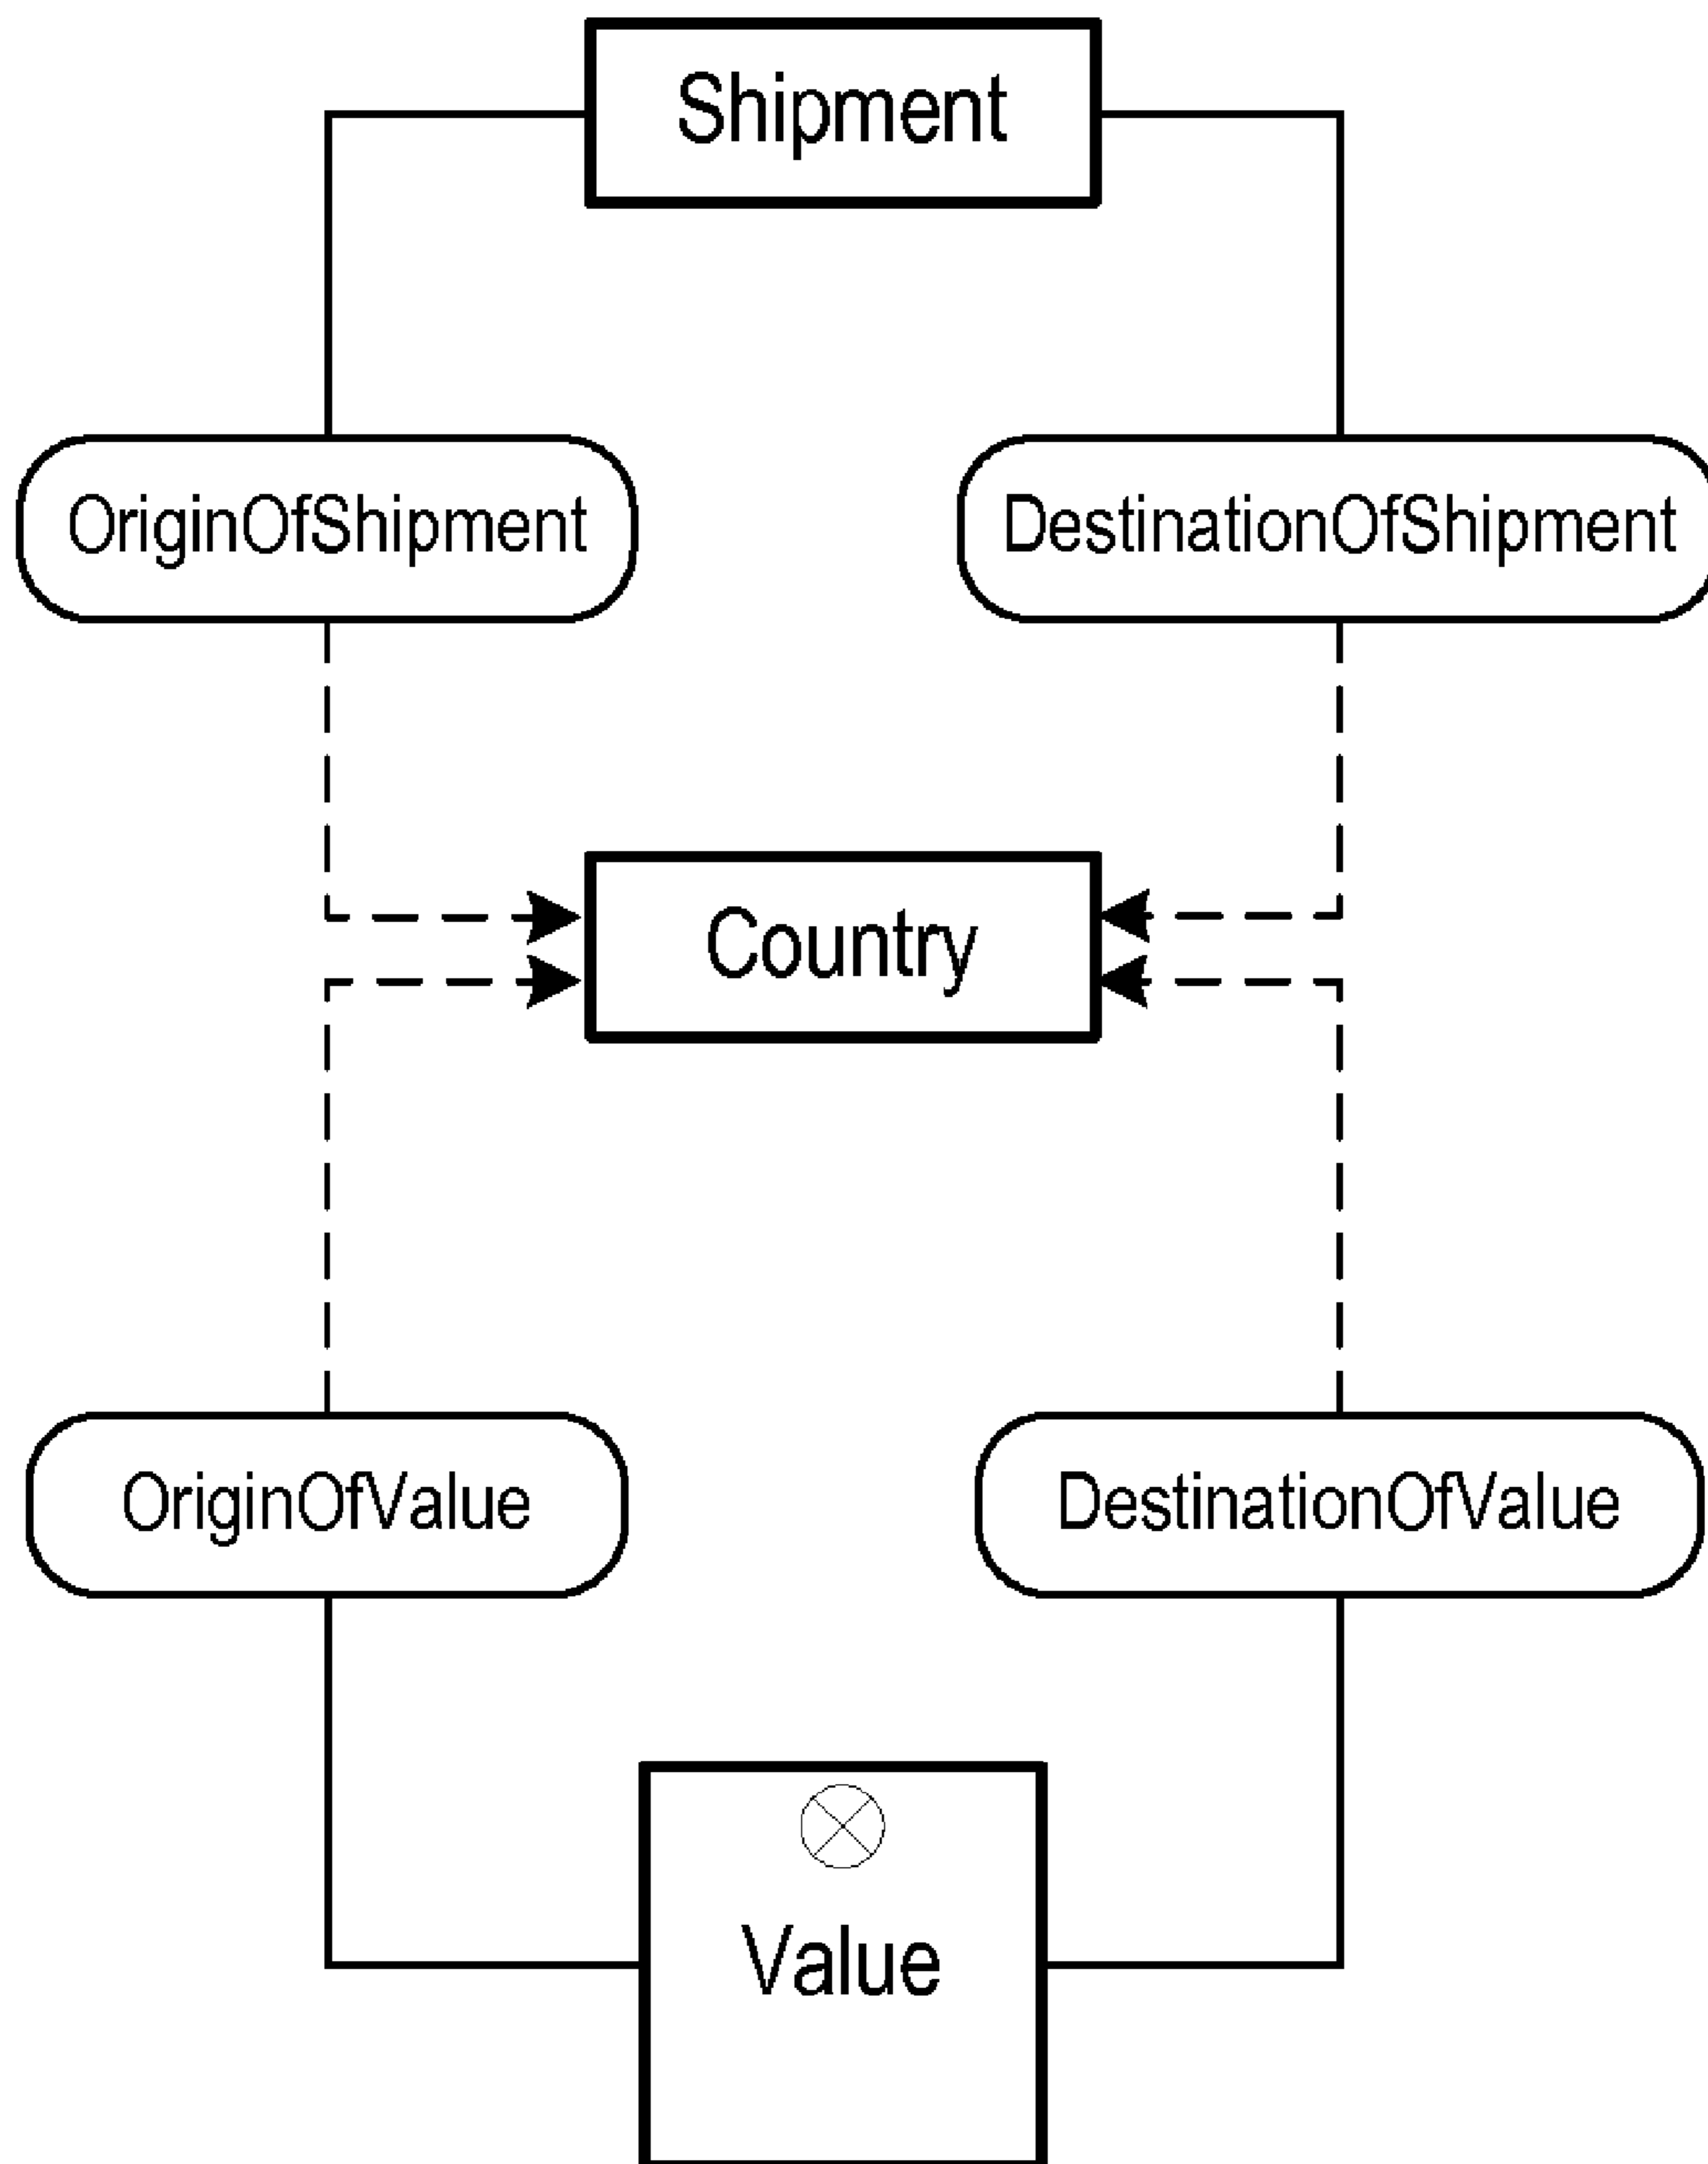 Shipment
OriginOfShipment
DestinationOfShipment
Country
OriginOfValue
DestinationOfValue
Value